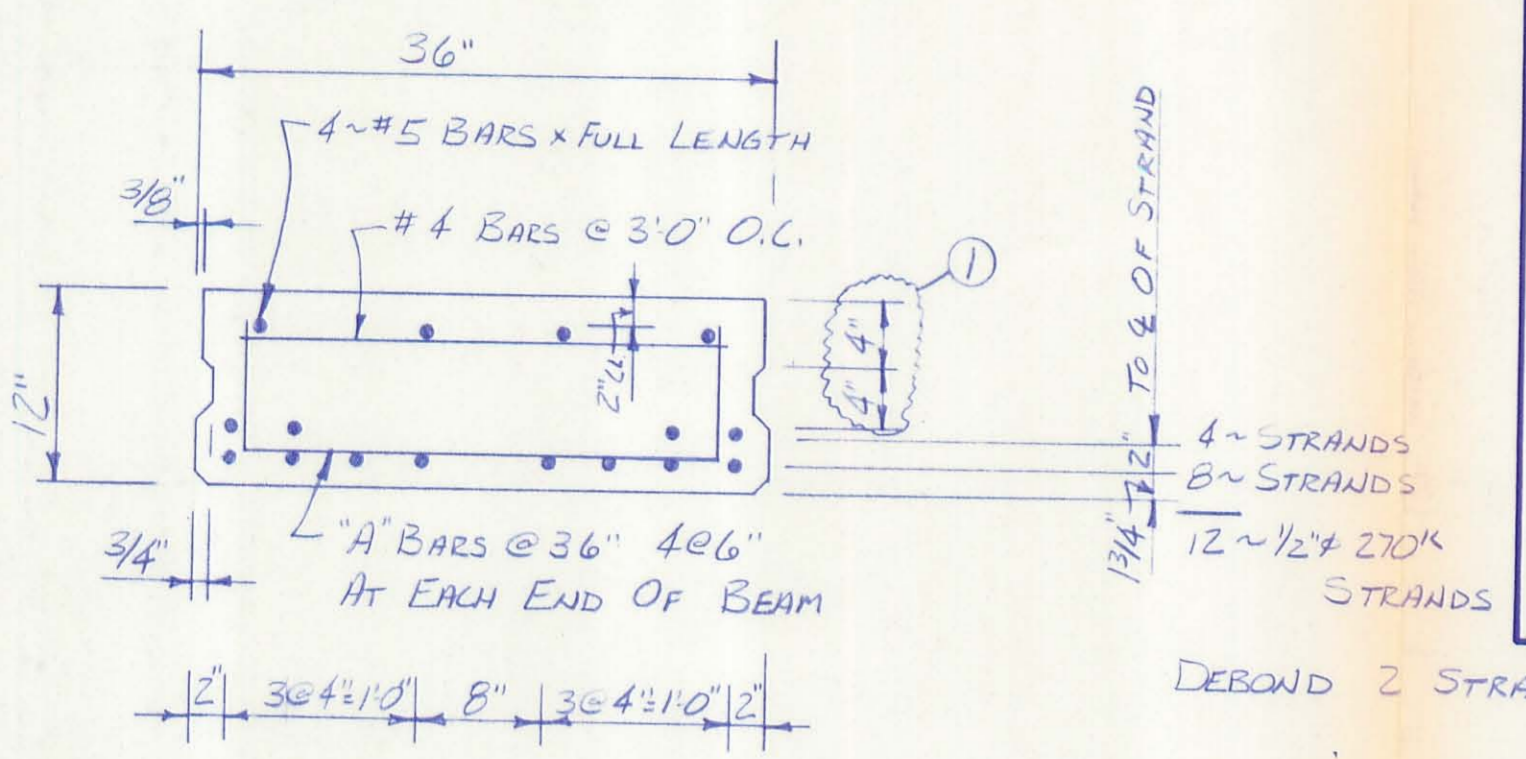 36"
4~#5 BARS x FULL LENGTH
3/8"
#4 BARS @ 3'-0" O.C.
1
12"
2"CL
4"
4"
TO ℄ OF STRAND
2"
1 3/4"
4~ STRANDS
8~ STRANDS
12~ 1/2"⌀ 270K
STRANDS
3/4"
"A" BARS @ 36" 4@6"
AT EACH END OF BEAM
2" 3@4"=1'-0" 8" 3@4"=1'-0" 2"
DEBOND 2 STRA